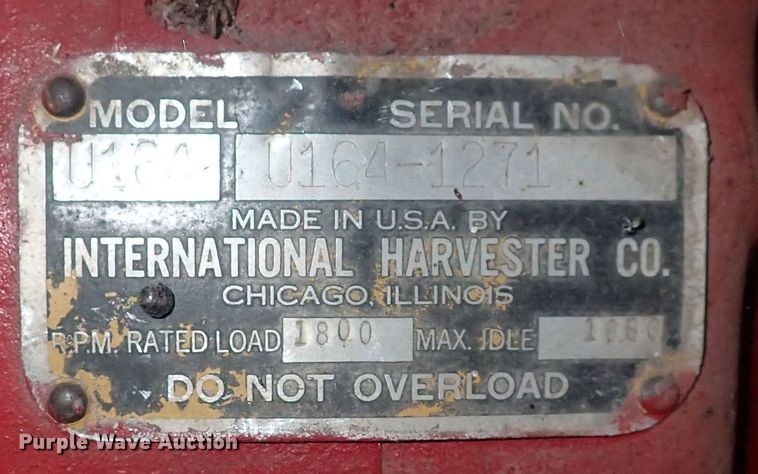 MODEL SERIAL NO.
U164 U164-1271
MADE IN U.S.A. BY
INTERNATIONAL HARVESTER CO.
CHICAGO, ILLINOIS
R.P.M. RATED LOAD 1800 MAX. IDLE
DO NOT OVERLOAD
Purple Wave Auction